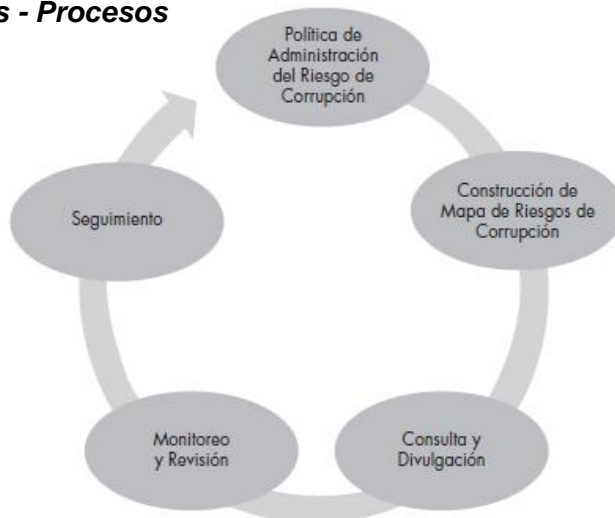 s - Procesos
Política de
Administración
del Riesgo de
Corrupción
Construcción de
Mapa de Riesgos de
Corrupción
Consulta y
Divulgación
Monitoreo
y Revisión
Seguimiento